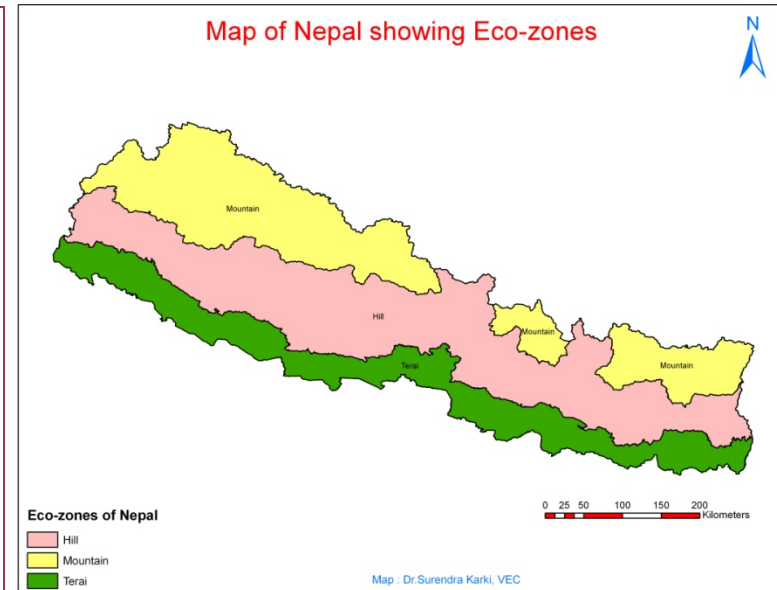 Map of Nepal showing Eco-zones
N
Mountain
Hill
Mountain
Mountain
Terai
Eco-zones of Nepal
Hill
Mountain
Terai
0 25 50 100 150 200
Kilometers
Map : Dr.Surendra Karki, VEC